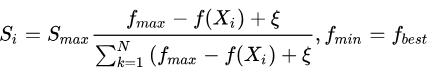 S_i = S_{max} \frac{f_{max} - f(X_i) + \xi}{\sum_{k=1}^{N} (f_{max} - f(X_i) + \xi}, f_{min} = f_{best}